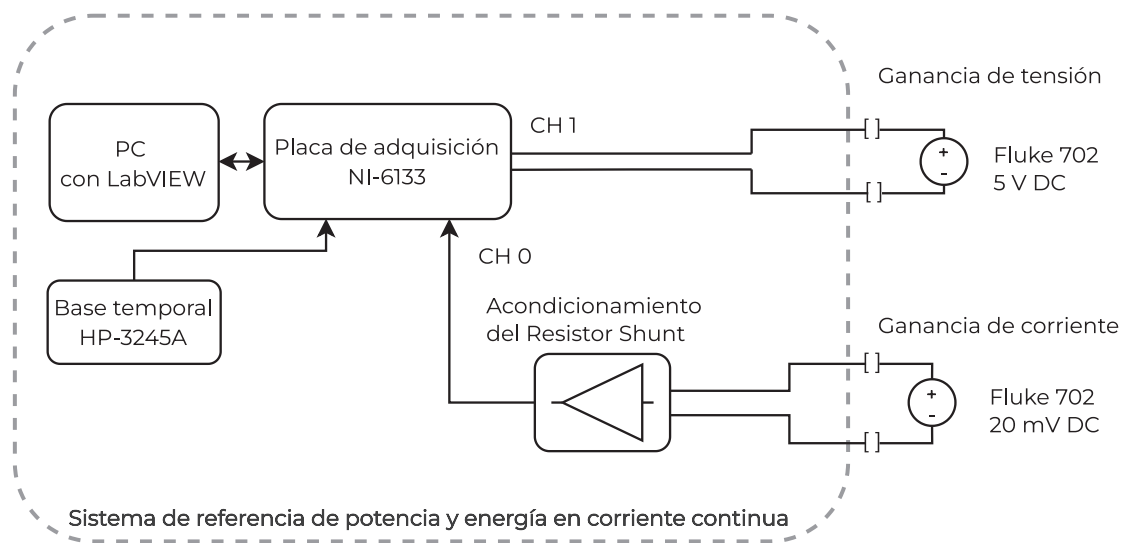 Ganancia de tensión
CH 1
PC
con LabVIEW
Placa de adquisición
NI-6133
+
-
Fluke 702
5 V DC
CH 0
Base temporal
HP-3245A
Acondicionamiento
del Resistor Shunt
Ganancia de corriente
+
-
Fluke 702
20 mV DC
Sistema de referencia de potencia y energía en corriente continua